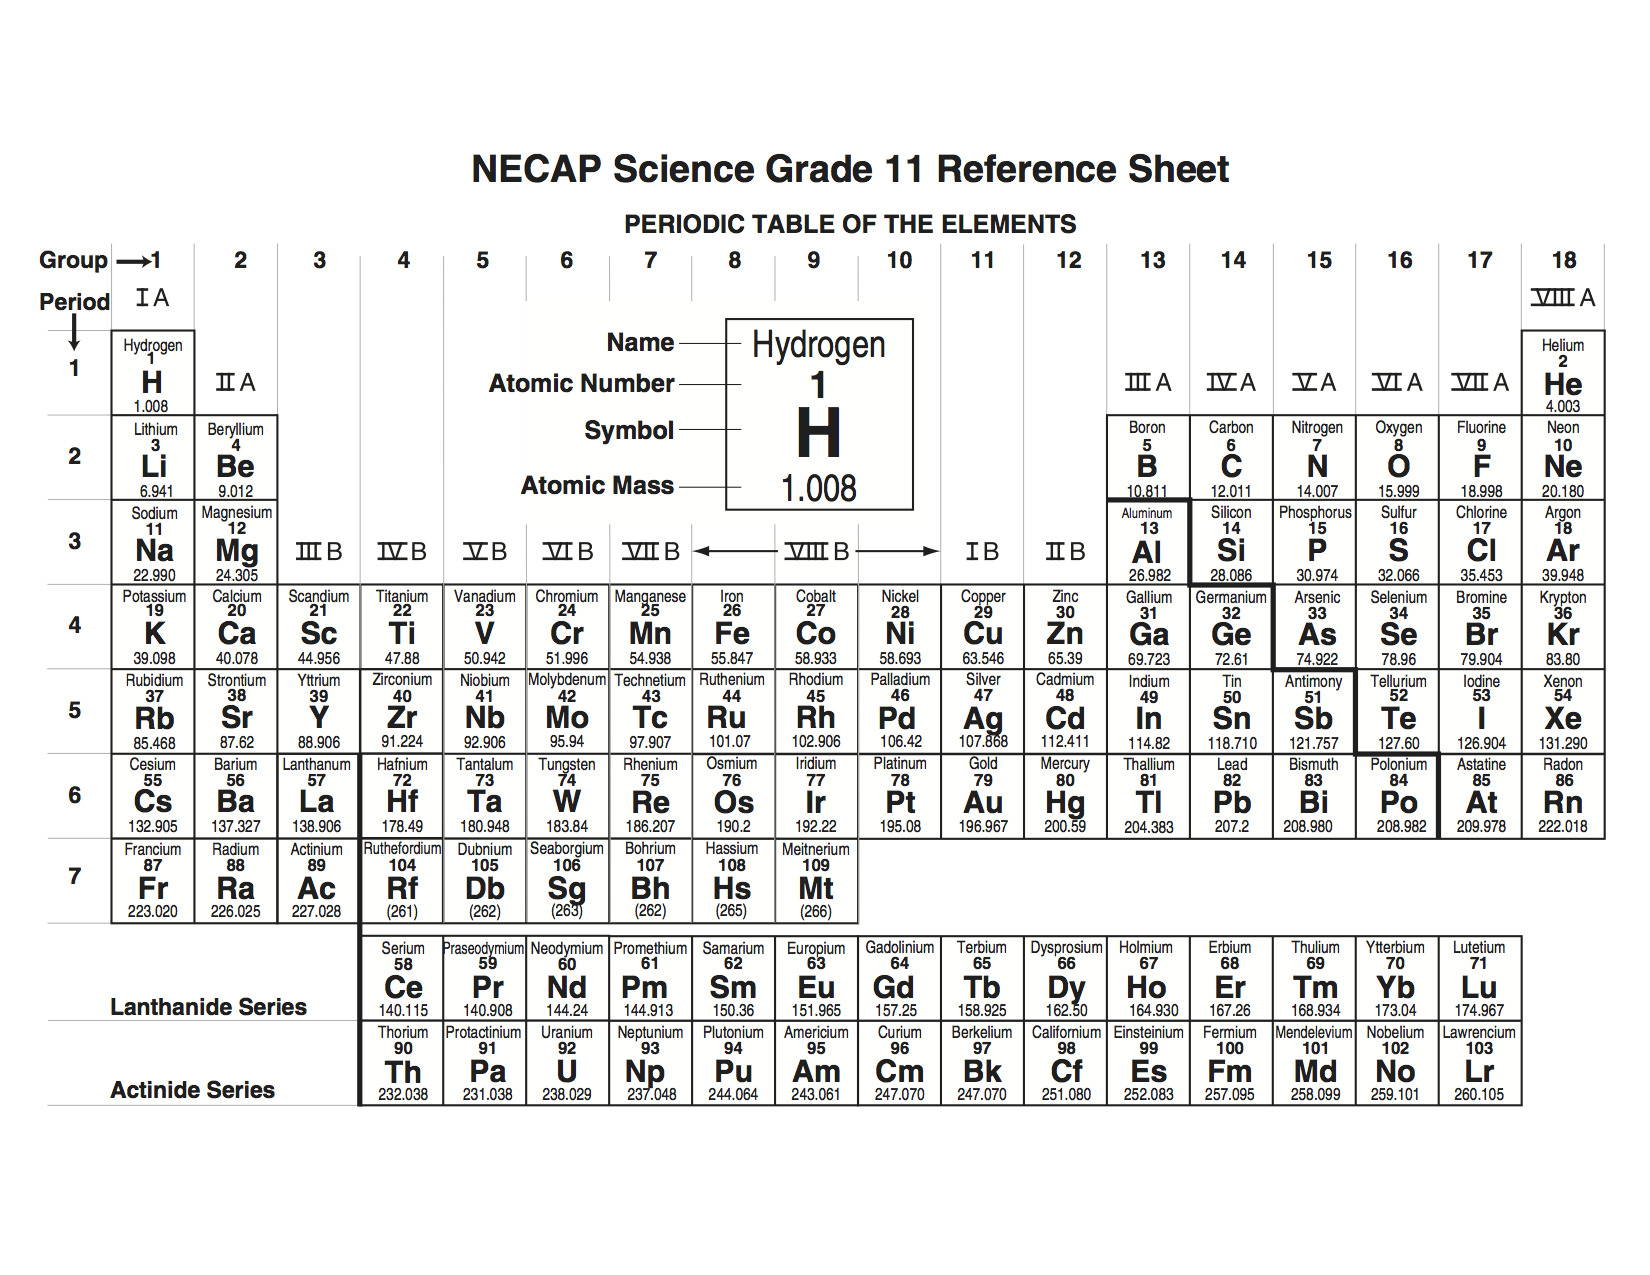 NECAP Science Grade 11 Reference Sheet
PERIODIC TABLE OF THE ELEMENTS
Group 1 2 3 4 5 6 7 8 9 10 11 12 13 14 15 16 17 18
Period IA VIIIA
Name Hydrogen
Atomic Number 1
Symbol H
Atomic Mass 1.008
Hydrogen Helium
1 2
1 H IIA IIIA IVA VA VIA VIIA He
1.008 4.003
Lithium Beryllium Boron Carbon Nitrogen Oxygen Fluorine Neon
3 4 5 6 7 8 9 10
2 Li Be B C N O F Ne
6.941 9.012 10.811 12.011 14.007 15.999 18.998 20.180
Sodium Magnesium Aluminum Silicon Phosphorus Sulfur Chlorine Argon
11 12 13 14 15 16 17 18
3 Na Mg IIIB IVB VB VIB VIIB VIIIB IB IIB Al Si P S Cl Ar
22.990 24.305 26.982 28.086 30.974 32.066 35.453 39.948
Potassium Calcium Scandium Titanium Vanadium Chromium Manganese Iron Cobalt Nickel Copper Zinc Gallium Germanium Arsenic Selenium Bromine Krypton
19 20 21 22 23 24 25 26 27 28 29 30 31 32 33 34 35 36
4 K Ca Sc Ti V Cr Mn Fe Co Ni Cu Zn Ga Ge As Se Br Kr
39.098 40.078 44.956 47.88 50.942 51.996 54.938 55.847 58.933 58.693 63.546 65.39 69.723 72.61 74.922 78.96 79.904 83.80
Rubidium Strontium Yttrium Zirconium Niobium Molybdenum Technetium Ruthenium Rhodium Palladium Silver Cadmium Indium Tin Antimony Tellurium Iodine Xenon
37 38 39 40 41 42 43 44 45 46 47 48 49 50 51 52 53 54
5 Rb Sr Y Zr Nb Mo Tc Ru Rh Pd Ag Cd In Sn Sb Te I Xe
85.468 87.62 88.906 91.224 92.906 95.94 97.907 101.07 102.906 106.42 107.868 112.411 114.82 118.710 121.757 127.60 126.904 131.290
Cesium Barium Lanthanum Hafnium Tantalum Tungsten Rhenium Osmium Iridium Platinum Gold Mercury Thallium Lead Bismuth Polonium Astatine Radon
55 56 57 72 73 74 75 76 77 78 79 80 81 82 83 84 85 86
6 Cs Ba La Hf Ta W Re Os Ir Pt Au Hg Tl Pb Bi Po At Rn
132.905 137.327 138.906 178.49 180.948 183.84 186.207 190.2 192.22 195.08 196.967 200.59 204.383 207.2 208.980 208.982 209.978 222.018
Francium Radium Actinium Ruthefordium Dubnium Seaborgium Bohrium Hassium Meitnerium
87 88 89 104 105 106 107 108 109
7 Fr Ra Ac Rf Db Sg Bh Hs Mt
223.020 226.025 227.028 (261) (262) (263) (262) (265) (266)
Serium Praseodymium Neodymium Promethium Samarium Europium Gadolinium Terbium Dysprosium Holmium Erbium Thulium Ytterbium Lutetium
58 59 60 61 62 63 64 65 66 67 68 69 70 71
Ce Pr Nd Pm Sm Eu Gd Tb Dy Ho Er Tm Yb Lu
Lanthanide Series 140.115 140.908 144.24 144.913 150.36 151.965 157.25 158.925 162.50 164.930 167.26 168.934 173.04 174.967
Thorium Protactinium Uranium Neptunium Plutonium Americium Curium Berkelium Californium Einsteinium Fermium Mendelevium Nobelium Lawrencium
90 91 92 93 94 95 96 97 98 99 100 101 102 103
Th Pa U Np Pu Am Cm Bk Cf Es Fm Md No Lr
Actinide Series 232.038 231.038 238.029 237.048 244.064 243.061 247.070 247.070 251.080 252.083 257.095 258.099 259.101 260.105